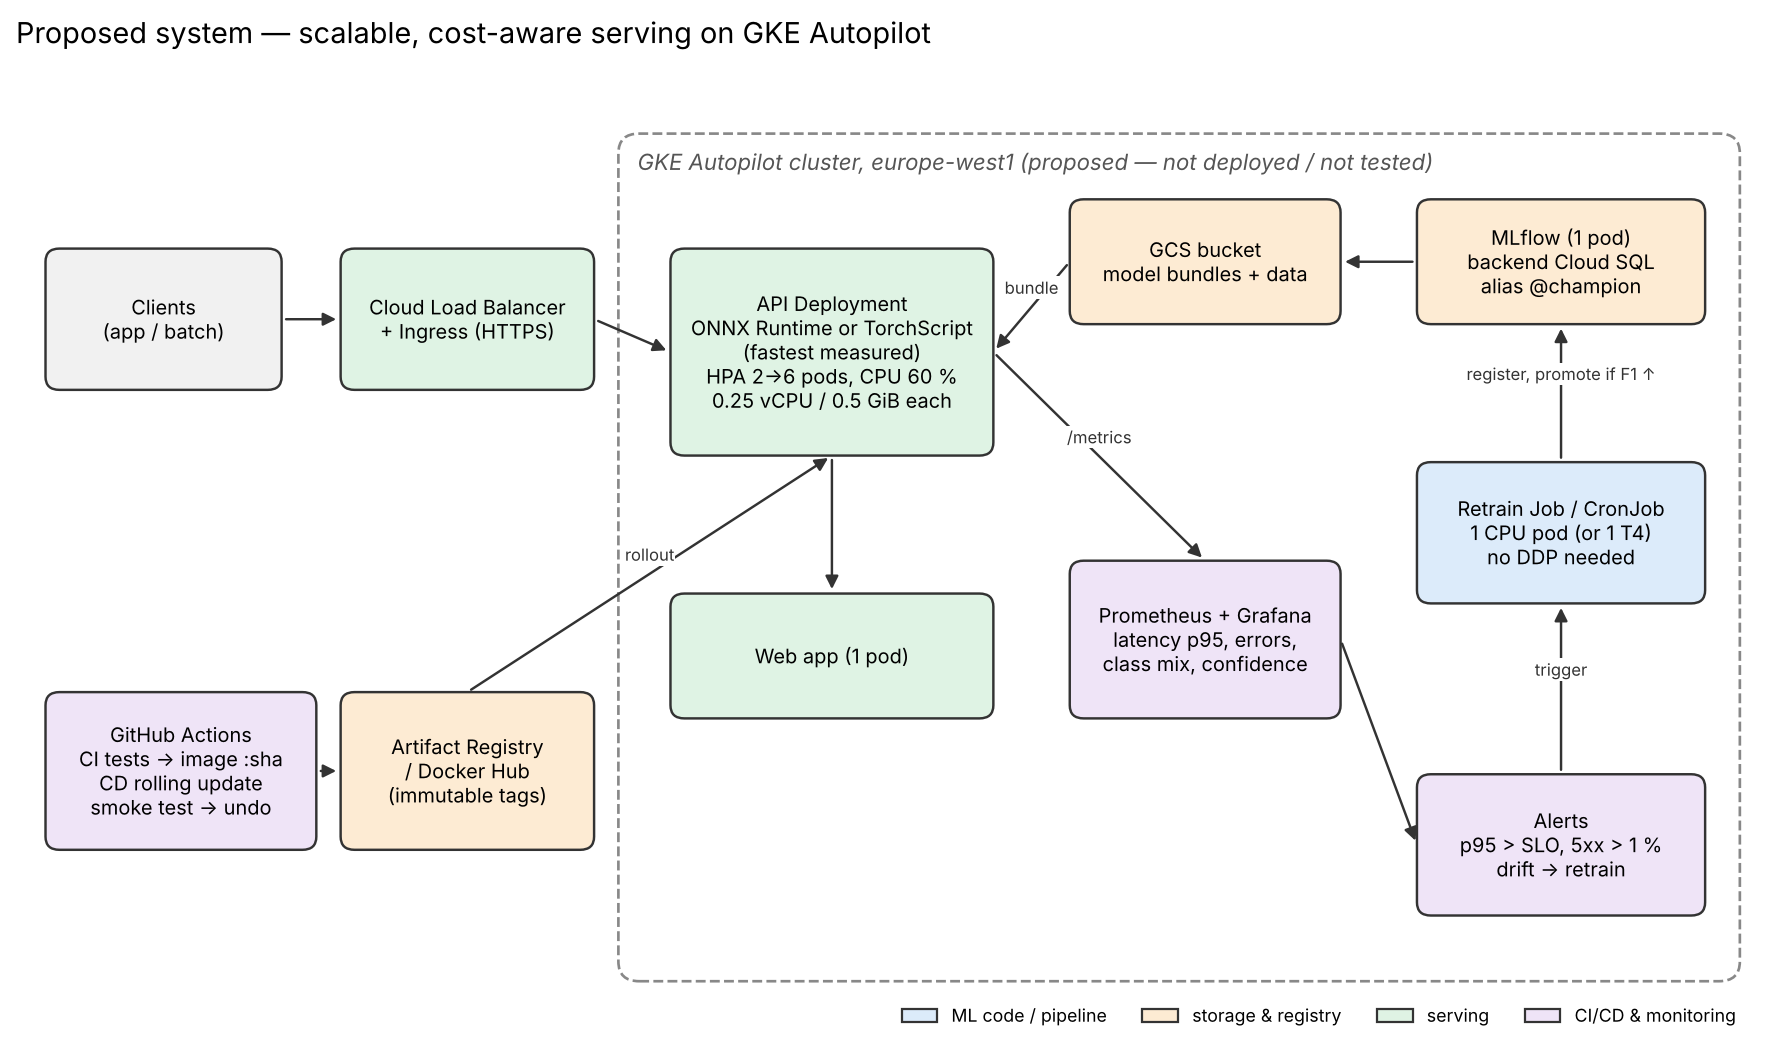 Proposed system — scalable, cost-aware serving on GKE Autopilot
GKE Autopilot cluster, europe-west1 (proposed — not deployed / not tested)
Clients
(app / batch)
Cloud Load Balancer
+ Ingress (HTTPS)
API Deployment
ONNX Runtime or TorchScript
(fastest measured)
HPA 2→6 pods, CPU 60 %
0.25 vCPU / 0.5 GiB each
bundle
GCS bucket
model bundles + data
MLflow (1 pod)
backend Cloud SQL
alias @champion
register, promote if F1 ↑
/metrics
Retrain Job / CronJob
1 CPU pod (or 1 T4)
no DDP needed
rollout
Web app (1 pod)
Prometheus + Grafana
latency p95, errors,
class mix, confidence
trigger
GitHub Actions
CI tests → image :sha
CD rolling update
smoke test → undo
Artifact Registry
/ Docker Hub
(immutable tags)
Alerts
p95 > SLO, 5xx > 1 %
drift → retrain
ML code / pipeline
storage & registry
serving
CI/CD & monitoring